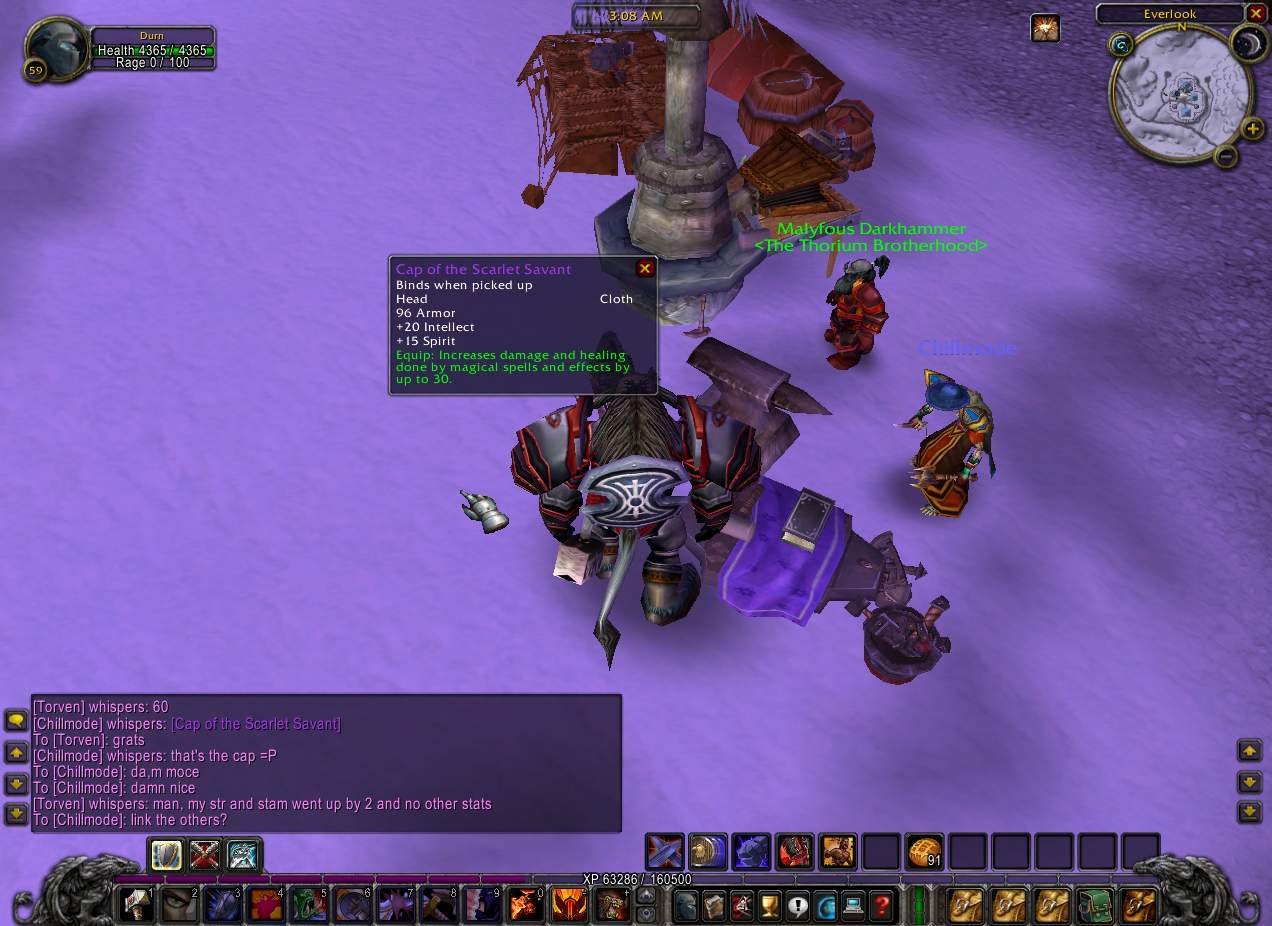 Durn
Health 4365 / 4365
Rage 0 / 100
59
3:08 AM
Everlook
N
Malyfous Darkhammer
<The Thorium Brotherhood>
Chillmode
Cap of the Scarlet Savant
Binds when picked up
Head Cloth
96 Armor
+20 Intellect
+15 Spirit
Equip: Increases damage and healing
done by magical spells and effects by
up to 30.
[Torven] whispers: 60
[Chillmode] whispers: [Cap of the Scarlet Savant]
To [Torven]: grats
[Chillmode] whispers: that's the cap =P
To [Chillmode]: da,m moce
To [Chillmode]: damn nice
[Torven] whispers: man, my str and stam went up by 2 and no other stats
To [Chillmode]: link the others?
91
XP 63286 / 160500
1 2 3 4 5 6 7 8 9 0 - +